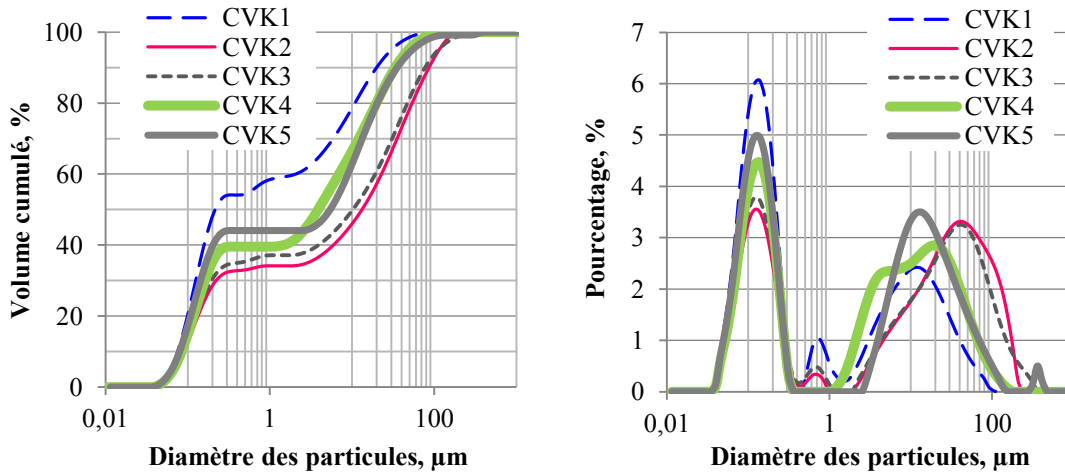 CVK1
CVK2
CVK3
CVK4
CVK5
Volume cumulé, %
100
80
60
40
20
0
0,01
1
100
Diamètre des particules, µm
CVK1
CVK2
CVK3
CVK4
CVK5
Pourcentage, %
7
6
5
4
3
2
1
0
0,01
1
100
Diamètre des particules, µm